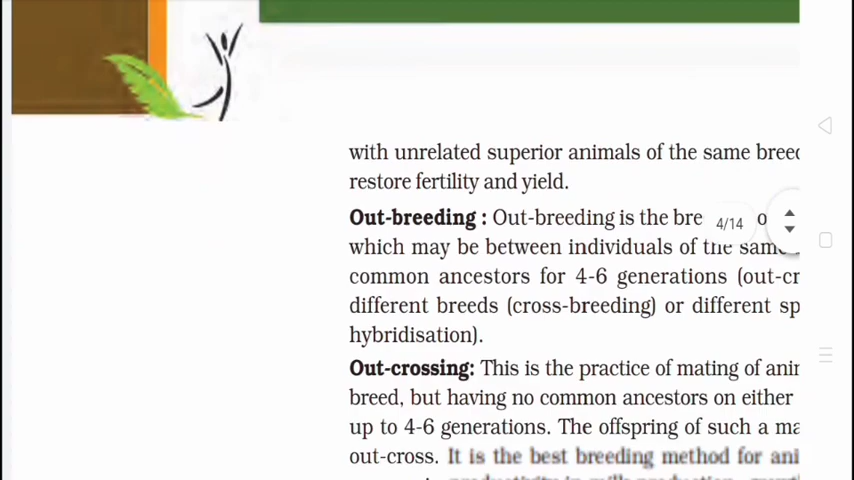 with unrelated superior animals of the same breed
restore fertility and yield.
Out-breeding : Out-breeding is the bre
4/14
which may be between individuals of the same
common ancestors for 4-6 generations (out-cr
different breeds (cross-breeding) or different sp
hybridisation).
Out-crossing: This is the practice of mating of anim
breed, but having no common ancestors on either
up to 4-6 generations. The offspring of such a ma
out-cross. It is the best breeding method for ani